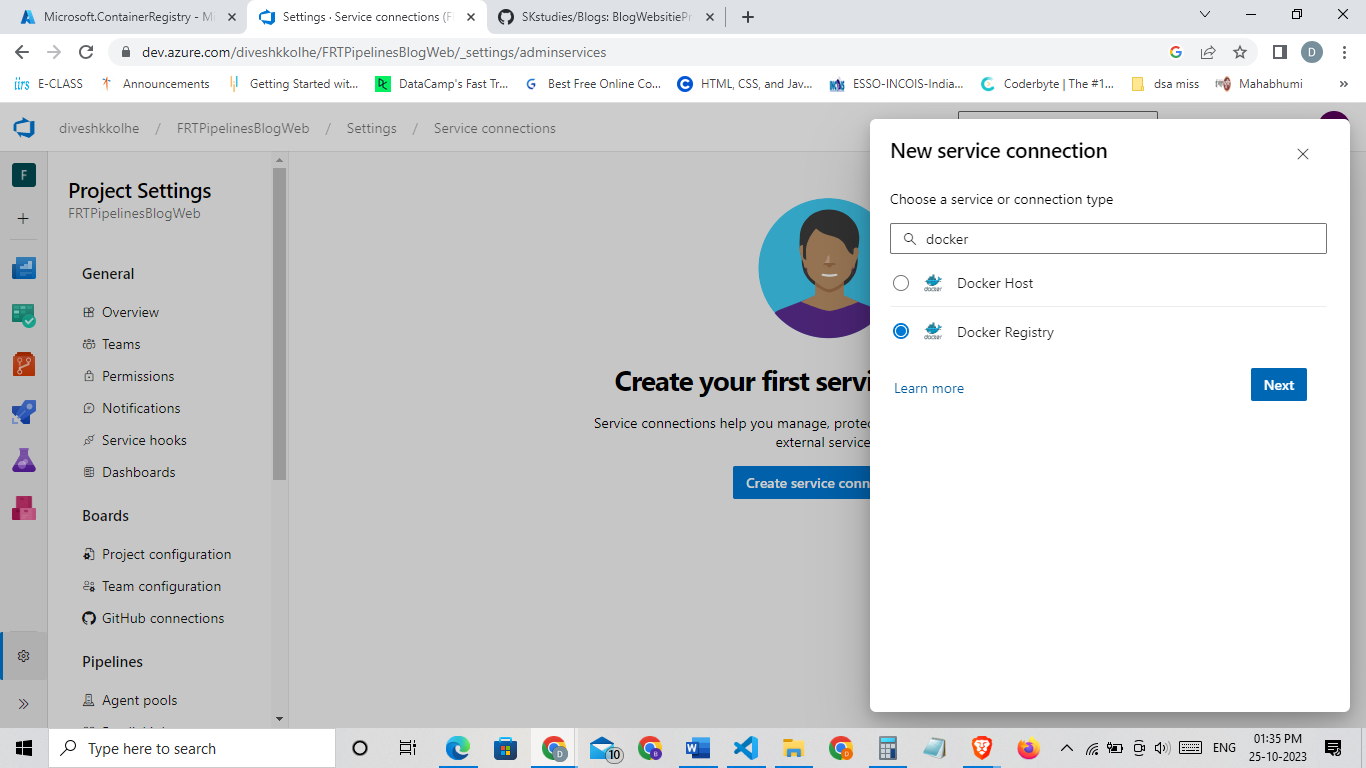 Microsoft.ContainerRegistry - Mi
Settings · Service connections (F
SKstudies/Blogs: BlogWebsitiePr
dev.azure.com/diveshkkolhe/FRTPipelinesBlogWeb/_settings/adminservices
D
E-CLASS
Announcements
Getting Started wit...
DataCamp's Fast Tr...
Best Free Online Co...
HTML, CSS, and Jav...
ESSO-INCOIS-India...
Coderbyte | The #1...
dsa miss
Mahabhumi
»
diveshkkolhe / FRTPipelinesBlogWeb / Settings / Service connections
F
Project Settings
FRTPipelinesBlogWeb
General
Overview
Teams
Permissions
Notifications
Service hooks
Dashboards
Boards
Project configuration
Team configuration
GitHub connections
Pipelines
Agent pools
Create your first servi
Service connections help you manage, protec
external service
Create service conn
New service connection
Choose a service or connection type
docker
Docker Host
Docker Registry
Learn more
Next
Type here to search
10
ENG
01:35 PM
25-10-2023